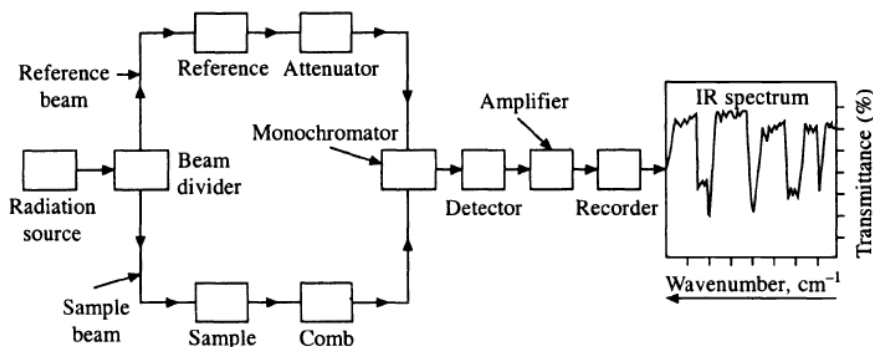 Reference
beam
Reference
Attenuator
Radiation
source
Beam
divider
Monochromator
Sample
beam
Sample
Comb
Detector
Amplifier
Recorder
IR spectrum
Transmittance (%)
Wavenumber, cm⁻¹